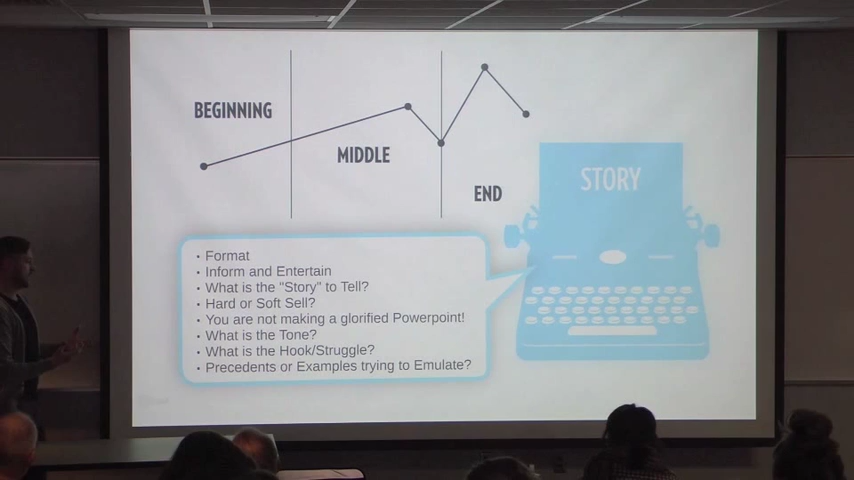 BEGINNING
MIDDLE
END
STORY
• Format
• Inform and Entertain
• What is the "Story" to Tell?
• Hard or Soft Sell?
• You are not making a glorified Powerpoint!
• What is the Tone?
• What is the Hook/Struggle?
• Precedents or Examples trying to Emulate?